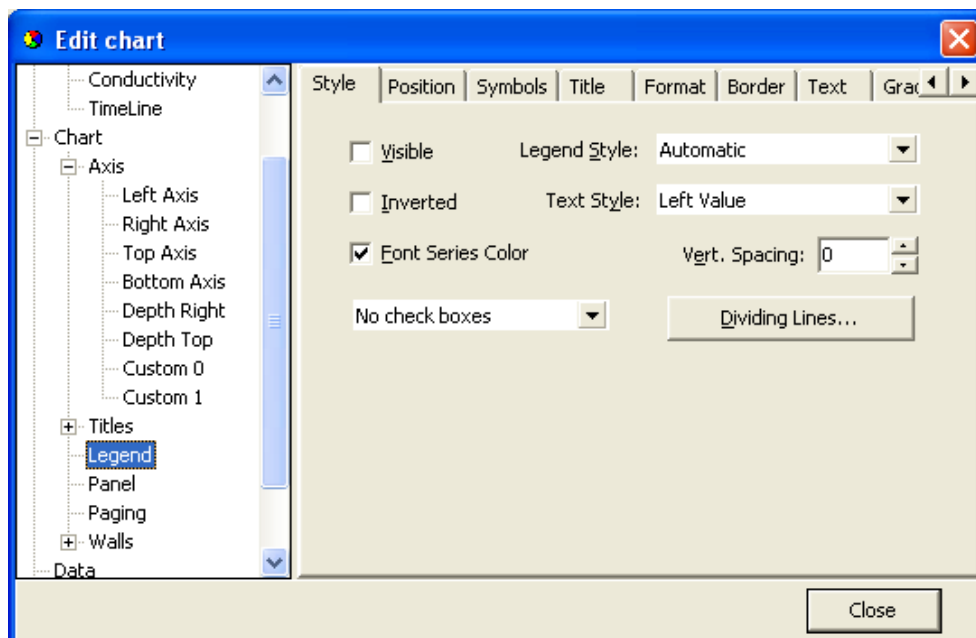 Edit chart
Conductivity
TimeLine
Chart
Axis
Left Axis
Right Axis
Top Axis
Bottom Axis
Depth Right
Depth Top
Custom 0
Custom 1
Titles
Legend
Panel
Paging
Walls
Data
Style Position Symbols Title Format Border Text Grad
Visible Legend Style: Automatic
Inverted Text Style: Left Value
Font Series Color Vert. Spacing: 0
No check boxes Dividing Lines...
Close